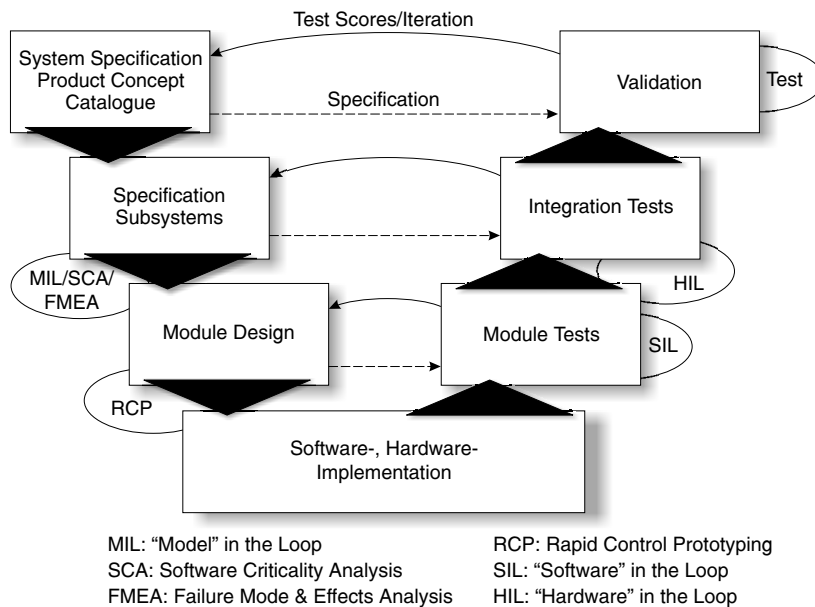 Test Scores/Iteration
System Specification
Product Concept
Catalogue
Validation
Test
Specification
Specification
Subsystems
Integration Tests
MIL/SCA/
FMEA
HIL
Module Design
Module Tests
SIL
RCP
Software-, Hardware-
Implementation
MIL: “Model” in the Loop
SCA: Software Criticality Analysis
FMEA: Failure Mode & Effects Analysis
RCP: Rapid Control Prototyping
SIL: “Software” in the Loop
HIL: “Hardware” in the Loop